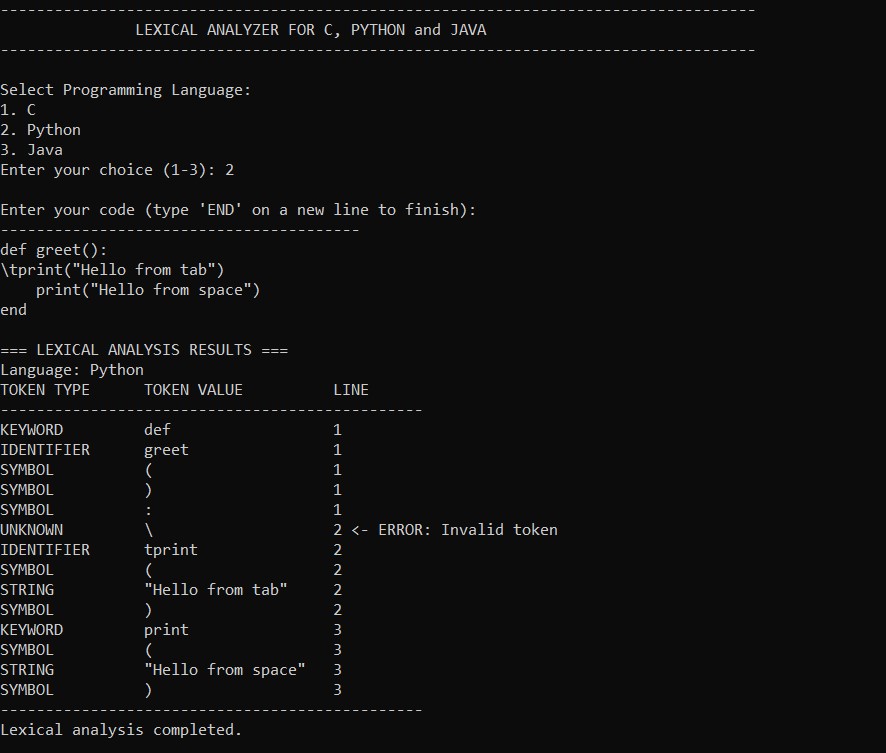 ------------------------------------------------------------------------------------
LEXICAL ANALYZER FOR C, PYTHON and JAVA
------------------------------------------------------------------------------------
Select Programming Language:
1. C
2. Python
3. Java
Enter your choice (1-3): 2
Enter your code (type 'END' on a new line to finish):
----------------------------------------
def greet():
\tprint("Hello from tab")
    print("Hello from space")
end
=== LEXICAL ANALYSIS RESULTS ===
Language: Python
TOKEN TYPE      TOKEN VALUE          LINE
-----------------------------------------------
KEYWORD         def                  1
IDENTIFIER      greet                1
SYMBOL          (                    1
SYMBOL          )                    1
SYMBOL          :                    1
UNKNOWN         \                    2 <- ERROR: Invalid token
IDENTIFIER      tprint               2
SYMBOL          (                    2
STRING          "Hello from tab"     2
SYMBOL          )                    2
KEYWORD         print                3
SYMBOL          (                    3
STRING          "Hello from space"   3
SYMBOL          )                    3
-----------------------------------------------
Lexical analysis completed.